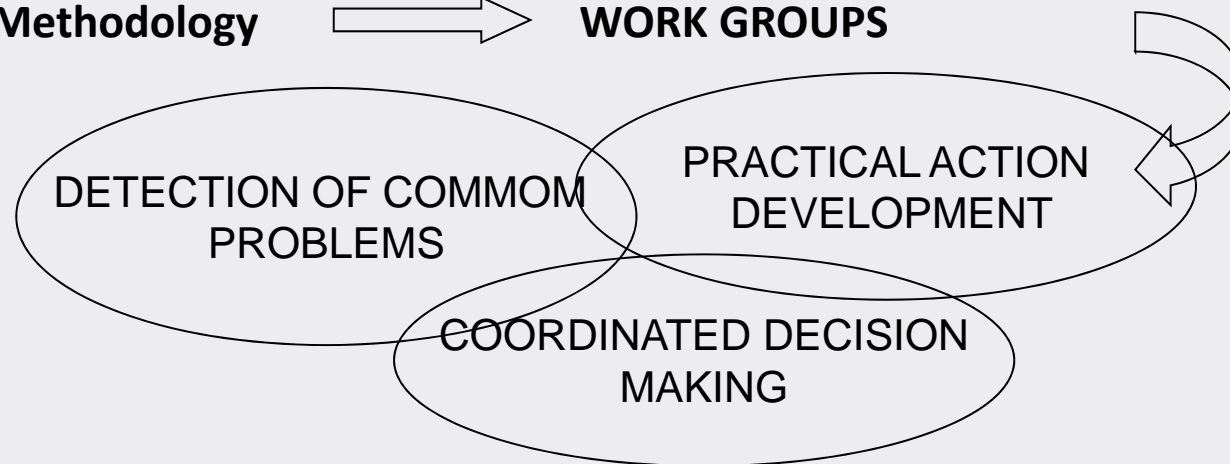 Methodology
WORK GROUPS
DETECTION OF COMMOM
PROBLEMS
PRACTICAL ACTION
DEVELOPMENT
COORDINATED DECISION
MAKING